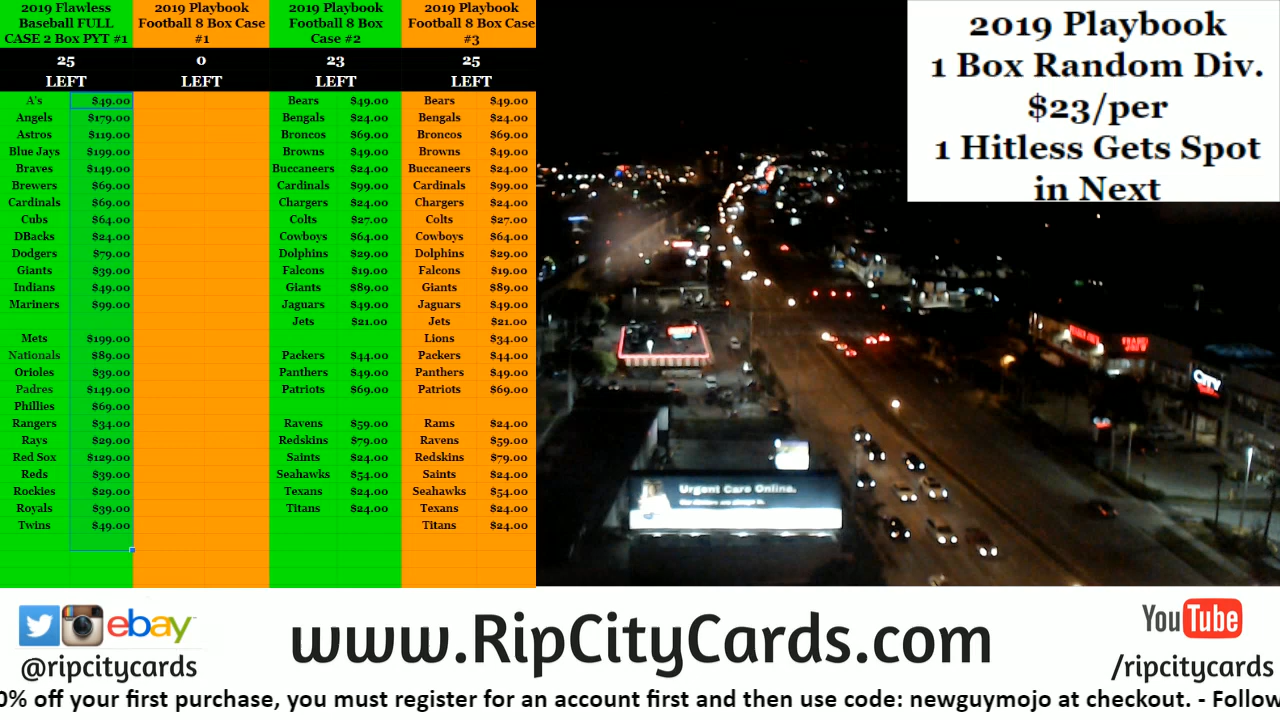 2019 Flawless Baseball FULL CASE 2 Box PYT #1
25
LEFT
A's $49.00
Angels $179.00
Astros $119.00
Blue Jays $199.00
Braves $149.00
Brewers $69.00
Cardinals $69.00
Cubs $64.00
DBacks $24.00
Dodgers $79.00
Giants $39.00
Indians $49.00
Mariners $99.00
Mets $199.00
Nationals $89.00
Orioles $39.00
Padres $149.00
Phillies $69.00
Rangers $34.00
Rays $29.00
Red Sox $129.00
Reds $39.00
Rockies $29.00
Royals $39.00
Twins $49.00
2019 Playbook Football 8 Box Case #1
0
LEFT
2019 Playbook Football 8 Box Case #2
23
LEFT
Bears $49.00
Bengals $24.00
Broncos $69.00
Browns $49.00
Buccaneers $24.00
Cardinals $99.00
Chargers $24.00
Colts $27.00
Cowboys $64.00
Dolphins $29.00
Falcons $19.00
Giants $89.00
Jaguars $49.00
Jets $21.00
Packers $44.00
Panthers $49.00
Patriots $69.00
Ravens $59.00
Redskins $79.00
Saints $24.00
Seahawks $54.00
Texans $24.00
Titans $24.00
2019 Playbook Football 8 Box Case #3
25
LEFT
Bears $49.00
Bengals $24.00
Broncos $69.00
Browns $49.00
Buccaneers $24.00
Cardinals $99.00
Chargers $24.00
Colts $27.00
Cowboys $64.00
Dolphins $29.00
Falcons $19.00
Giants $89.00
Jaguars $49.00
Jets $21.00
Lions $34.00
Packers $44.00
Panthers $49.00
Patriots $69.00
Rams $24.00
Ravens $59.00
Redskins $79.00
Saints $24.00
Seahawks $54.00
Texans $24.00
Titans $24.00
2019 Playbook
1 Box Random Div.
$23/per
1 Hitless Gets Spot
in Next
Urgent Care Online.
CITY
ebay
@ripcitycards
www.RipCityCards.com
YouTube
/ripcitycards
0% off your first purchase, you must register for an account first and then use code: newguymojo at checkout. - Follow